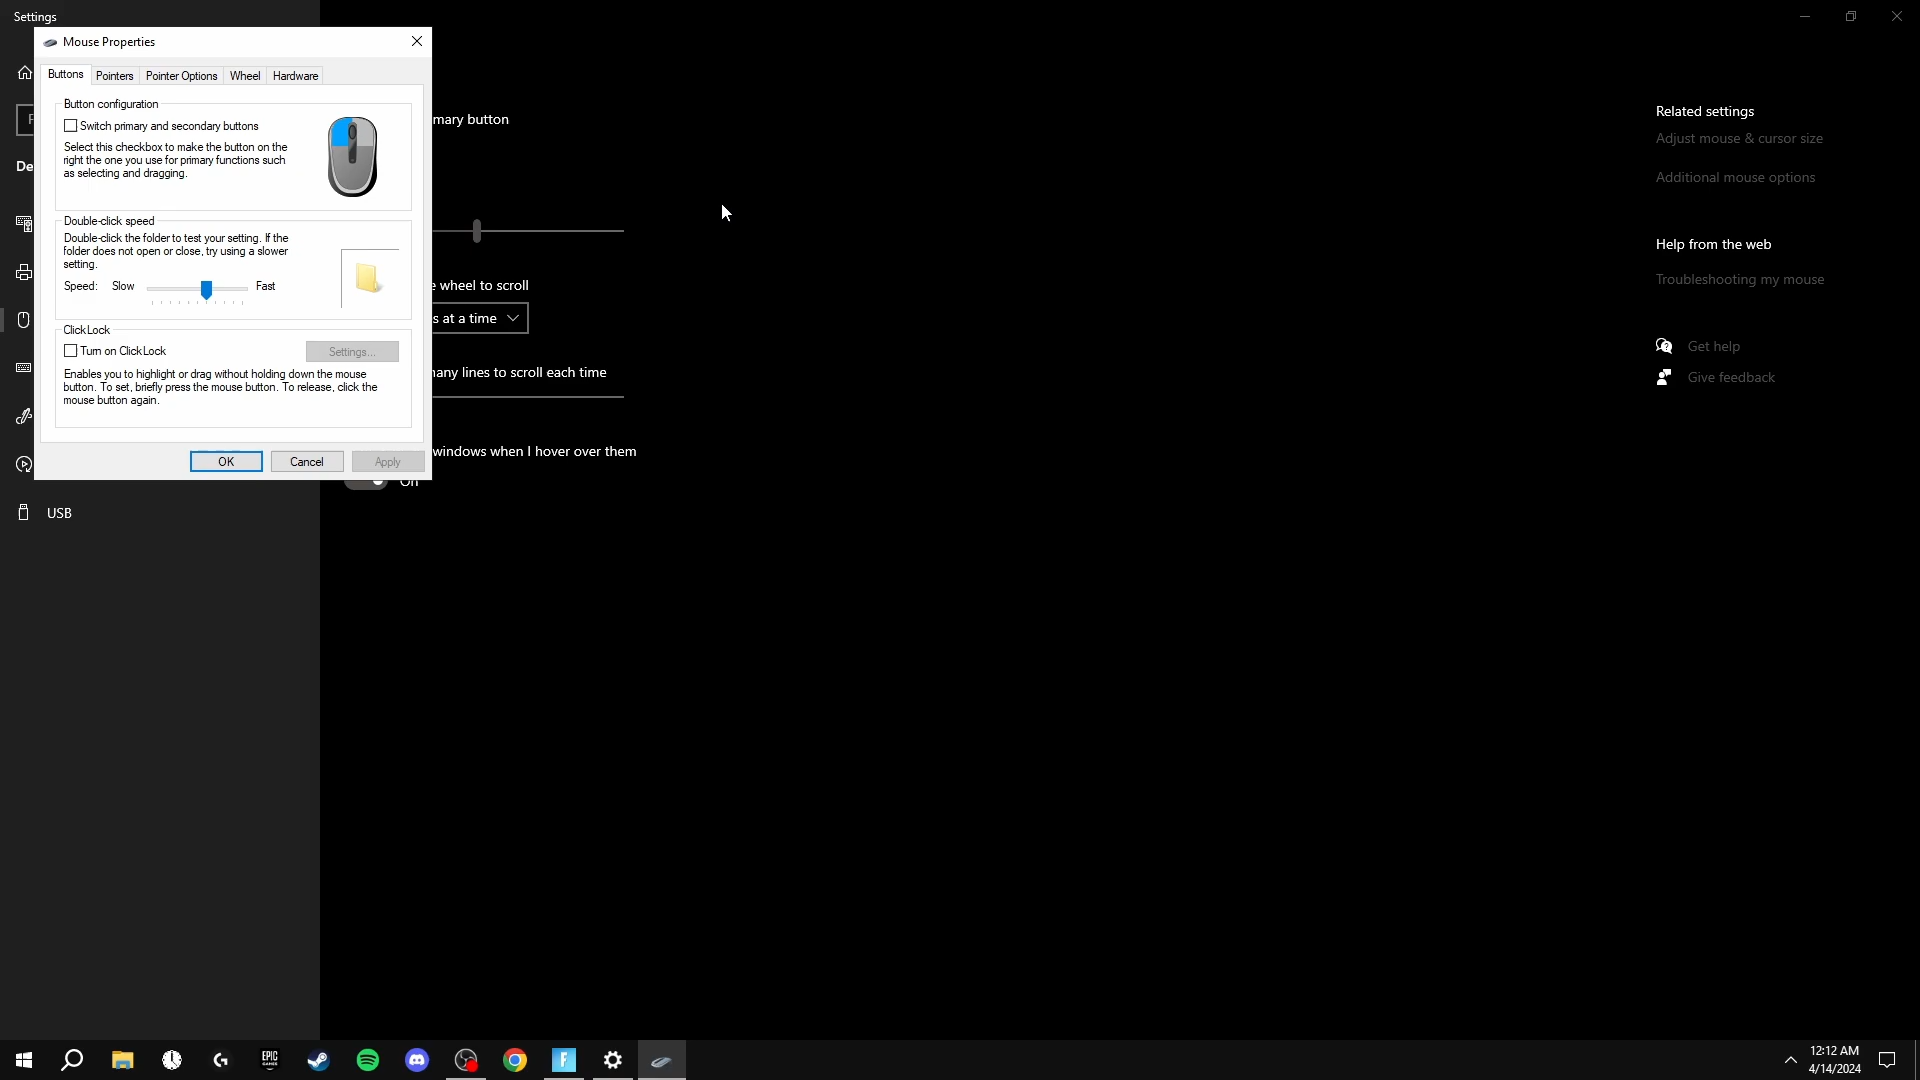 Settings
Mouse Properties
Buttons
Pointers
Pointer Options
Wheel
Hardware
Button configuration
Switch primary and secondary buttons
Select this checkbox to make the button on the
right the one you use for primary functions such
as selecting and dragging.
Double-click speed
Double-click the folder to test your setting. If the
folder does not open or close, try using a slower
setting.
Speed: Slow Fast
ClickLock
Turn on ClickLock
Settings...
Enables you to highlight or drag without holding down the mouse
button. To set, briefly press the mouse button. To release, click the
mouse button again.
OK
Cancel
Apply
De
USB
mary button
wheel to scroll
s at a time
any lines to scroll each time
windows when I hover over them
On
Related settings
Adjust mouse & cursor size
Additional mouse options
Help from the web
Troubleshooting my mouse
Get help
Give feedback
EPIC
GAMES
12:12 AM
4/14/2024